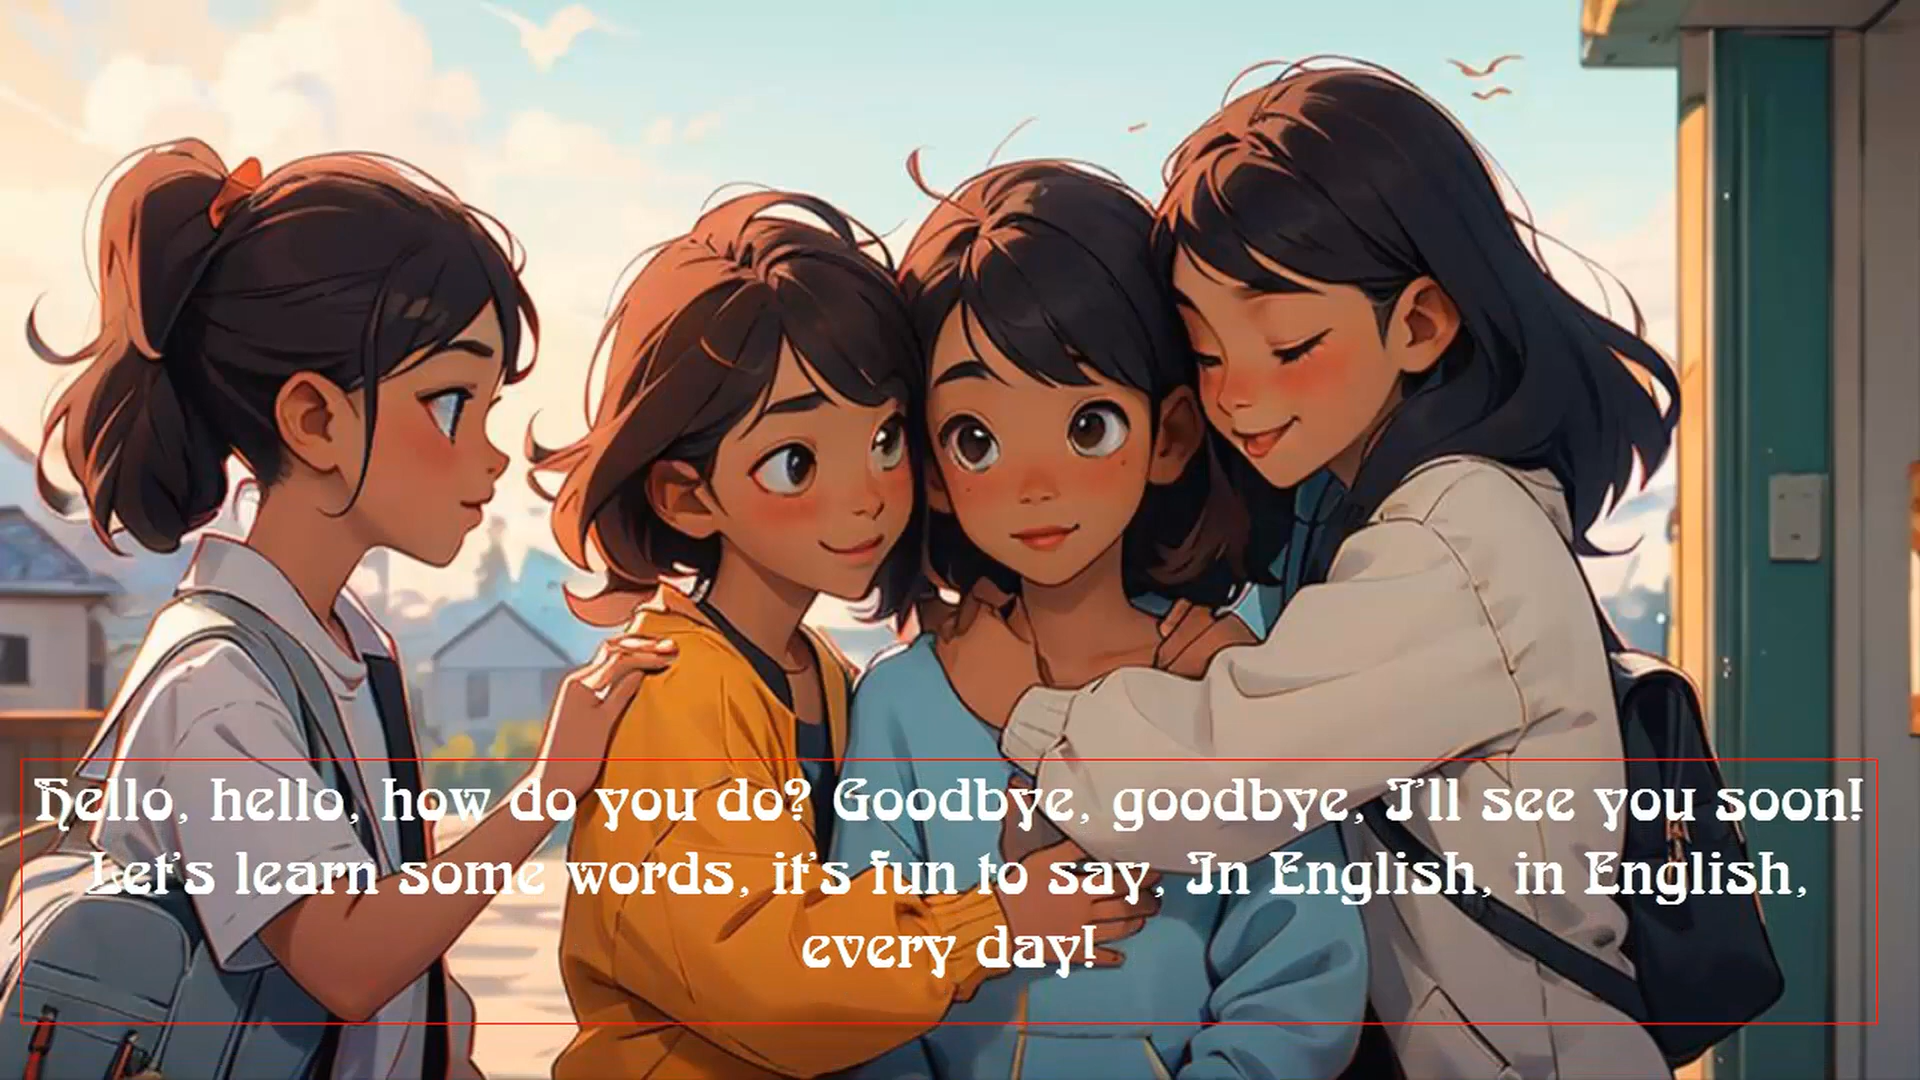 Hello, hello, how do you do? Goodbye, goodbye, I'll see you soon!
Let's learn some words, it's fun to say, In English, in English,
every day!